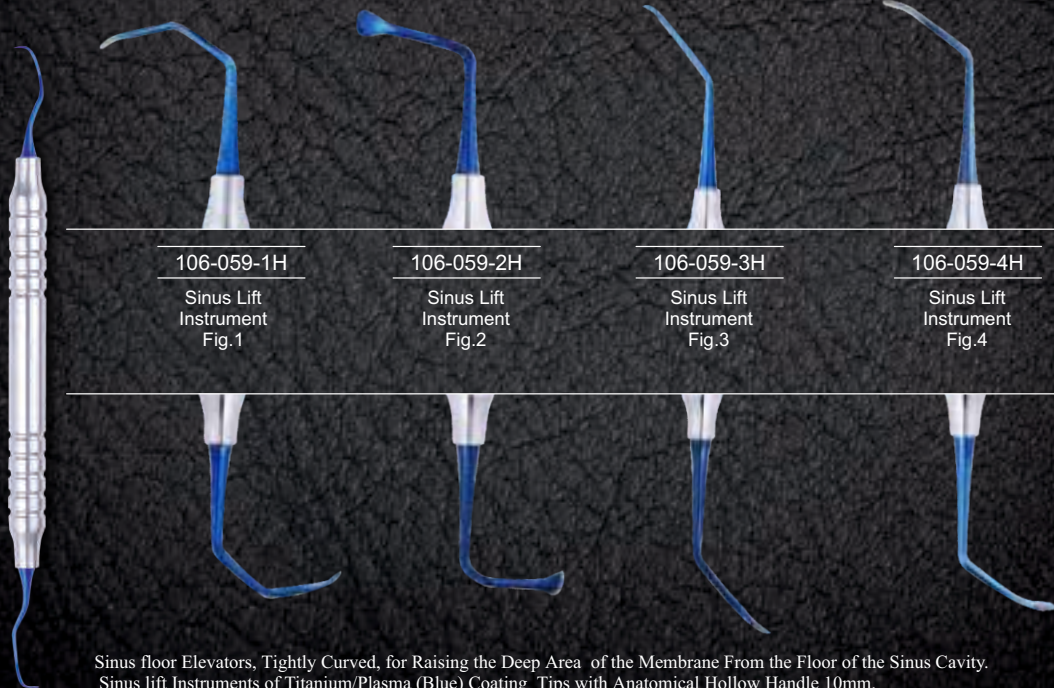 106-059-1H
Sinus Lift
Instrument
Fig.1
106-059-2H
Sinus Lift
Instrument
Fig.2
106-059-3H
Sinus Lift
Instrument
Fig.3
106-059-4H
Sinus Lift
Instrument
Fig.4
Sinus floor Elevators, Tightly Curved, for Raising the Deep Area of the Membrane From the Floor of the Sinus Cavity.
Sinus lift Instruments of Titanium/Plasma (Blue) Coating Tips with Anatomical Hollow Handle 10mm.